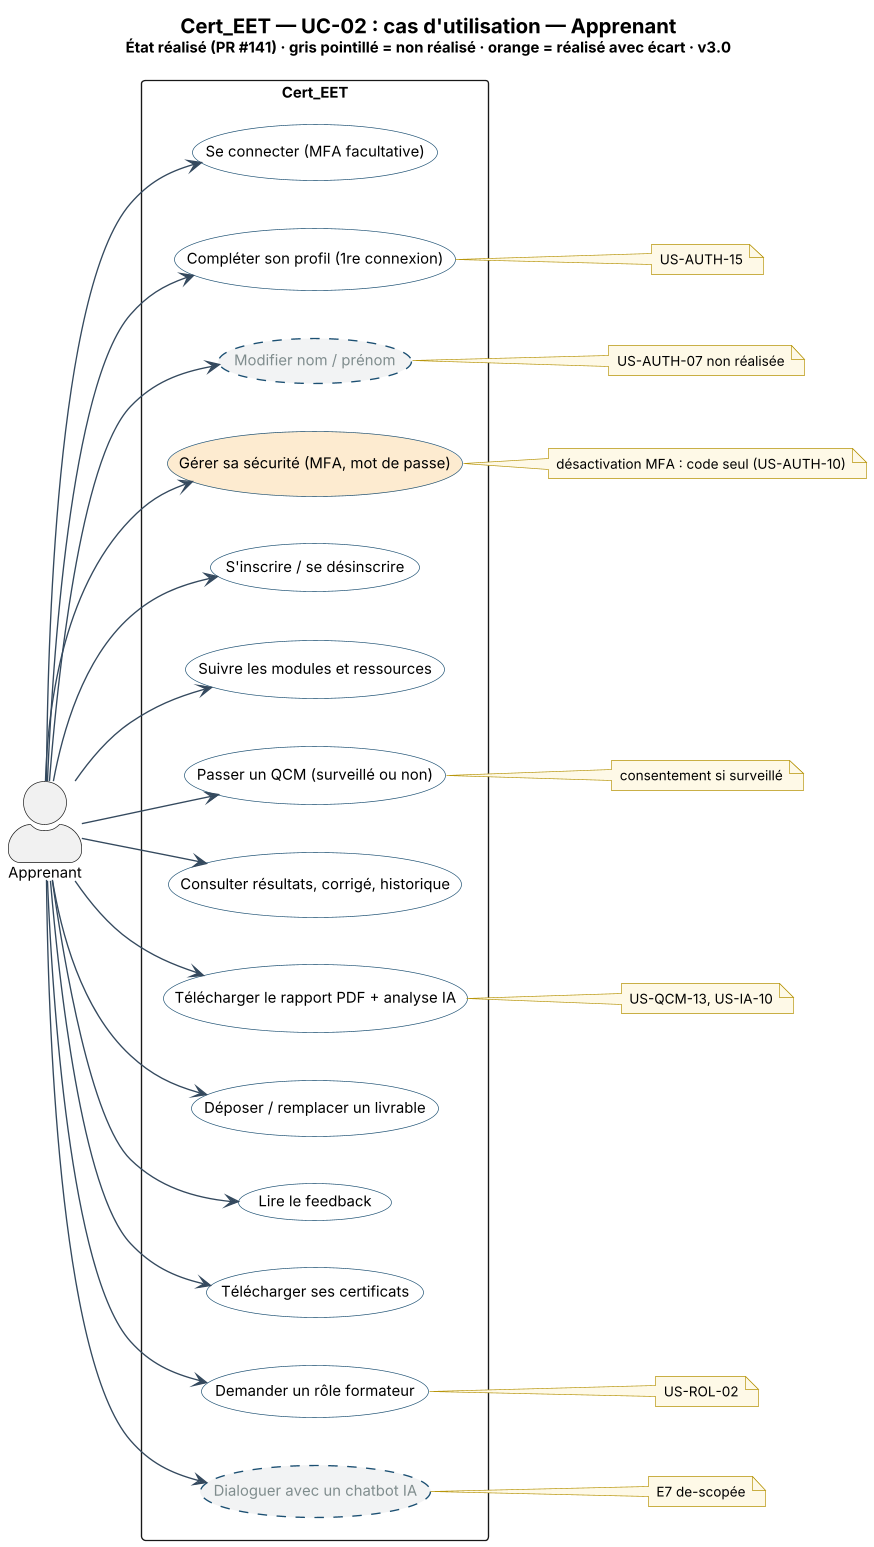 Cert_EET — UC-02 : cas d'utilisation — Apprenant
État réalisé (PR #141) · gris pointillé = non réalisé · orange = réalisé avec écart · v3.0
Cert_EET
Se connecter (MFA facultative)
Compléter son profil (1re connexion)
US-AUTH-15
Modifier nom / prénom
US-AUTH-07 non réalisée
Gérer sa sécurité (MFA, mot de passe)
désactivation MFA : code seul (US-AUTH-10)
S'inscrire / se désinscrire
Suivre les modules et ressources
Passer un QCM (surveillé ou non)
consentement si surveillé
Apprenant
Consulter résultats, corrigé, historique
Télécharger le rapport PDF + analyse IA
US-QCM-13, US-IA-10
Déposer / remplacer un livrable
Lire le feedback
Télécharger ses certificats
Demander un rôle formateur
US-ROL-02
Dialoguer avec un chatbot IA
E7 de-scopée